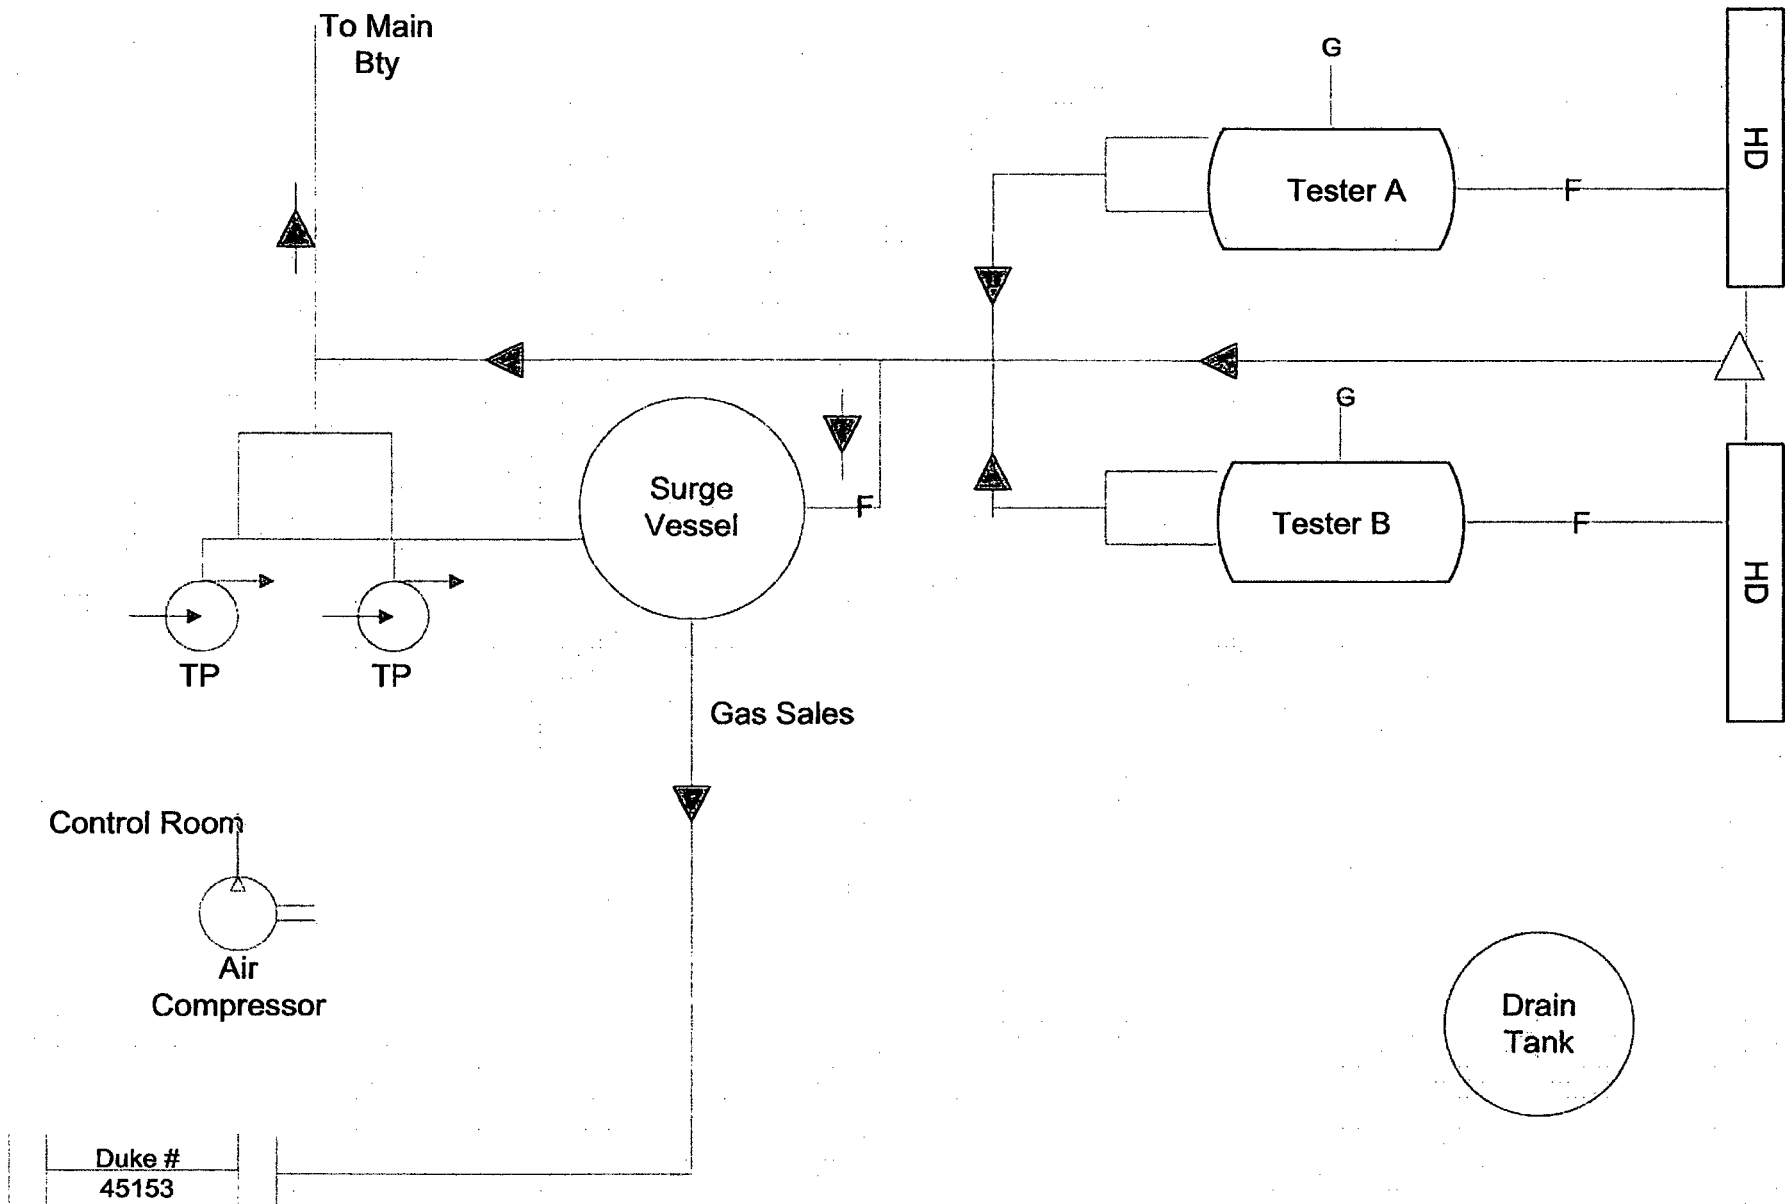 To Main
Bty
G
HD
Tester A
F
G
Surge
Vessel
F
Tester B
F
HD
TP
TP
Gas Sales
Control Room
Air
Compressor
Drain
Tank
Duke #
45153